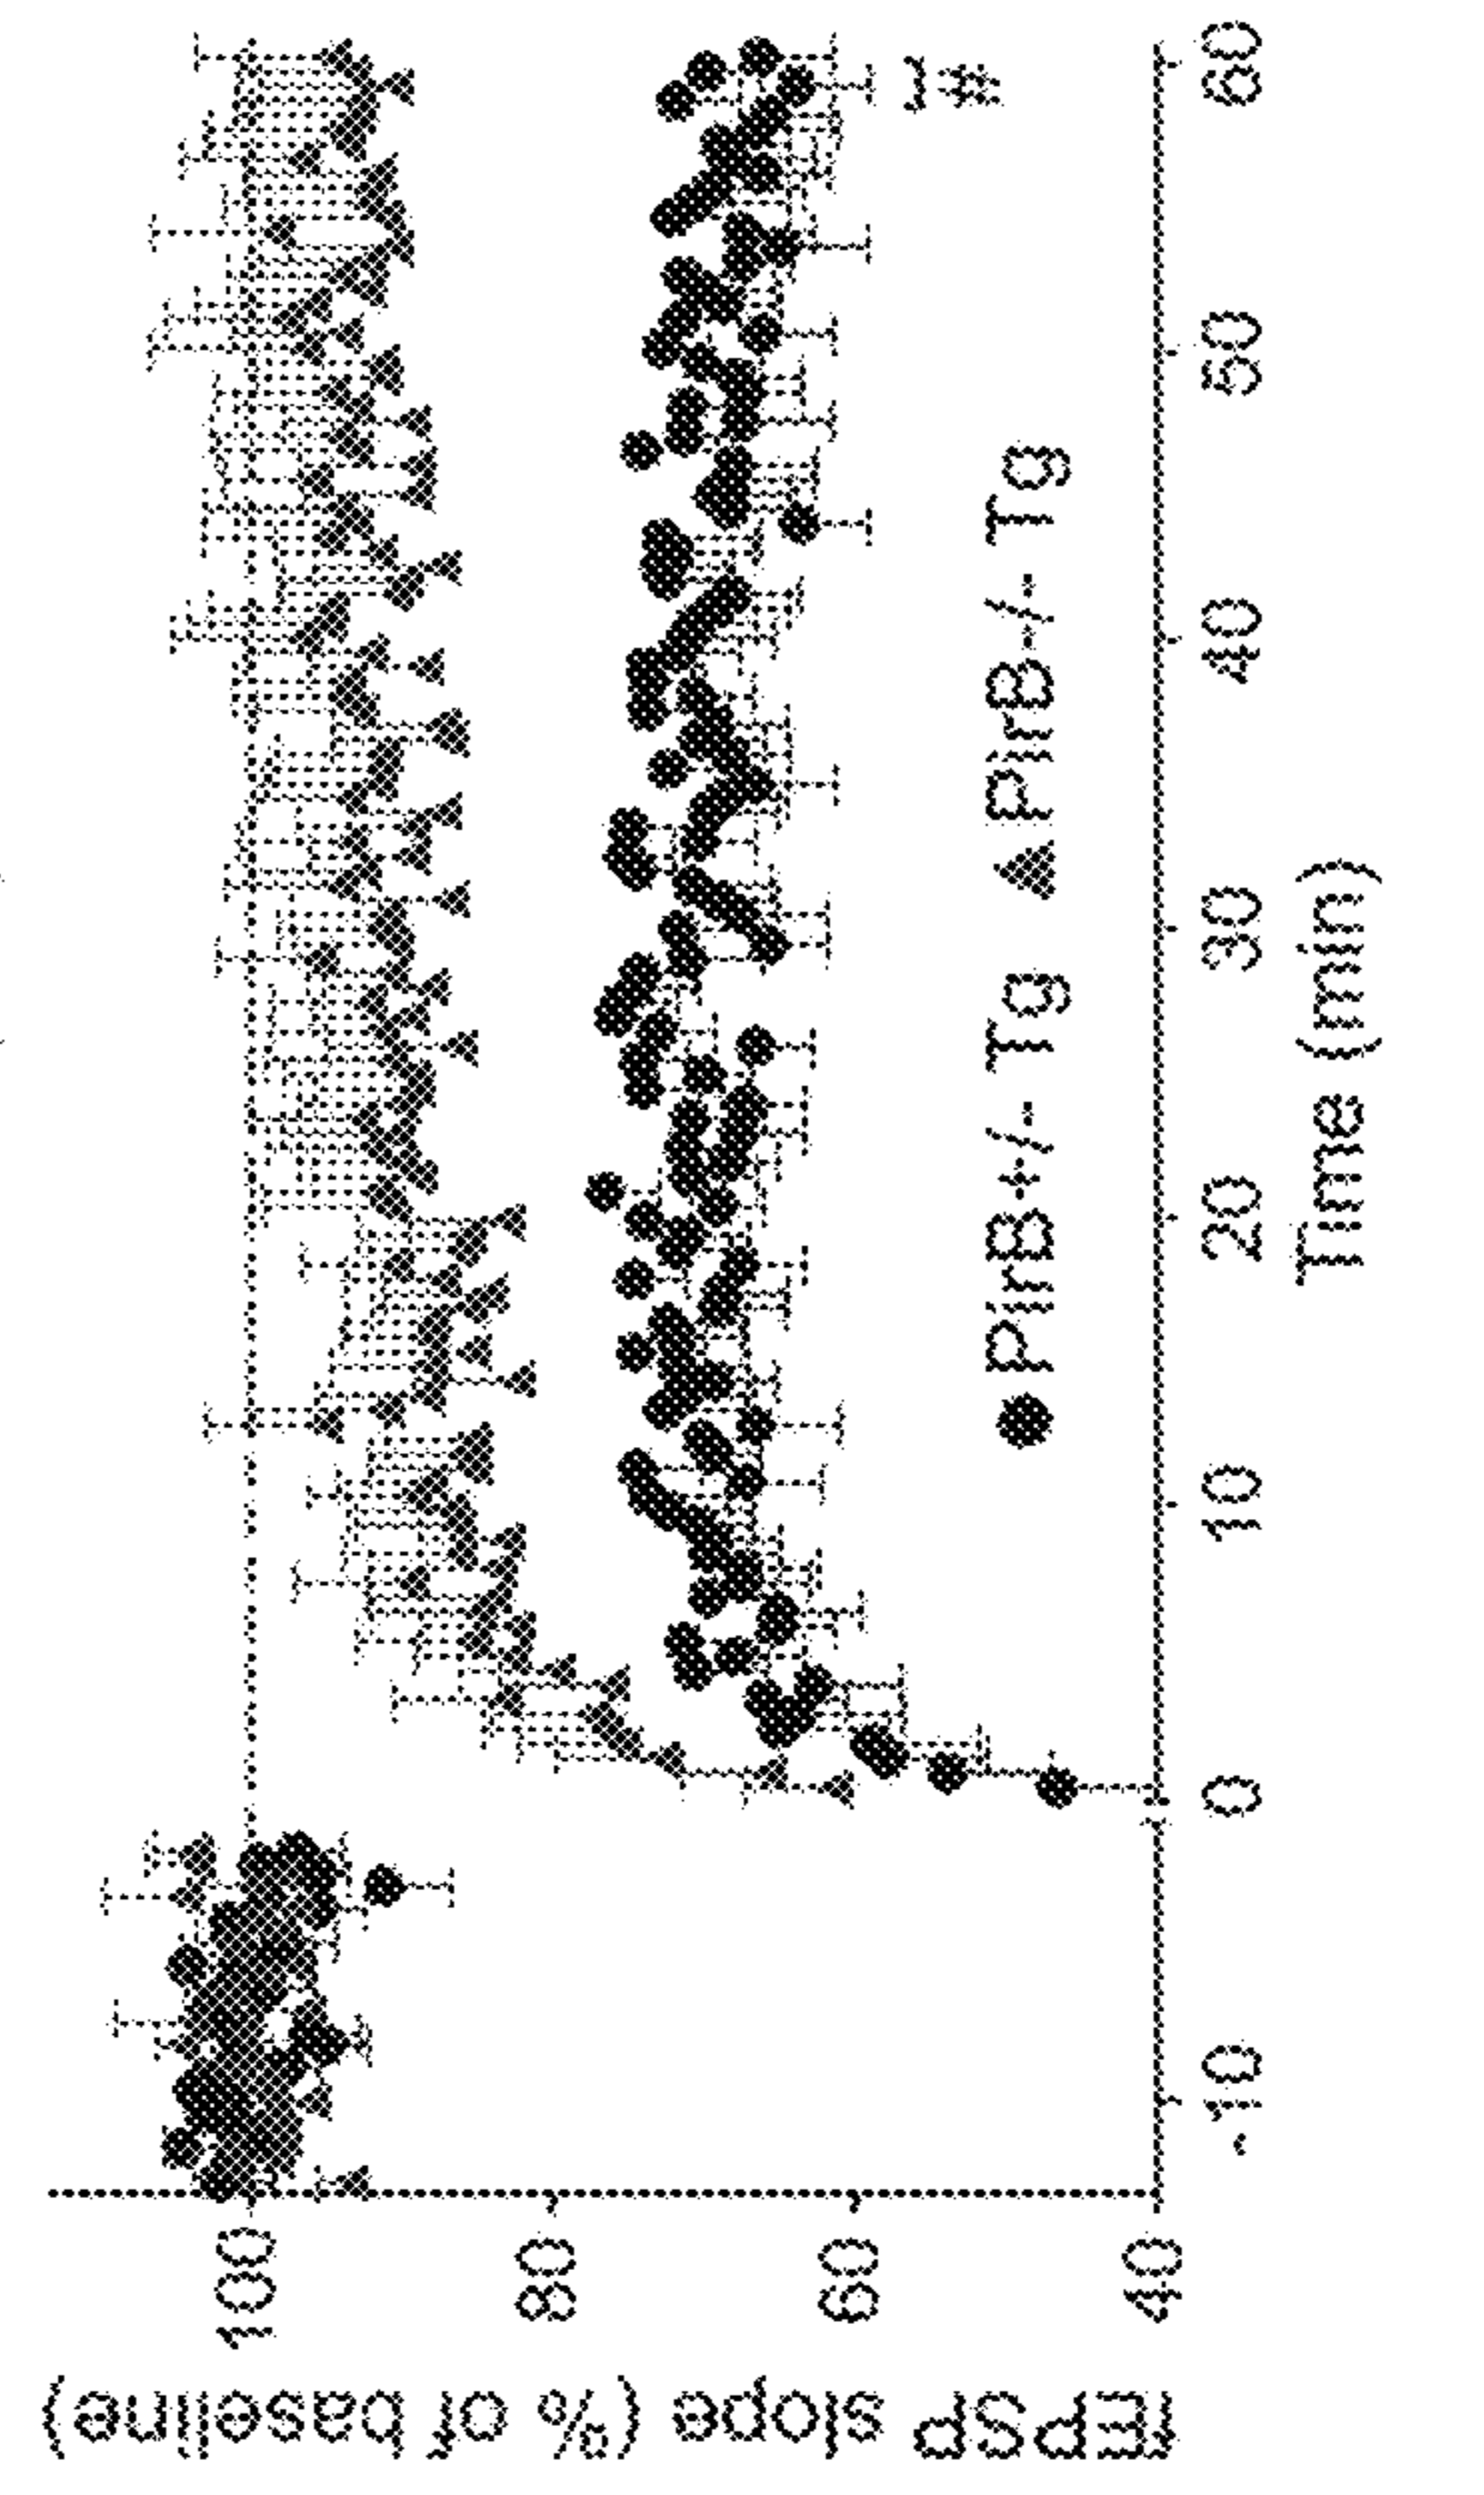 fEPSP slope (% of baseline)
100
80
60
40
#
PirB+/- Tg
PirB-/- Tg
-10 0 10 20 30 40 50 60
Time (min)